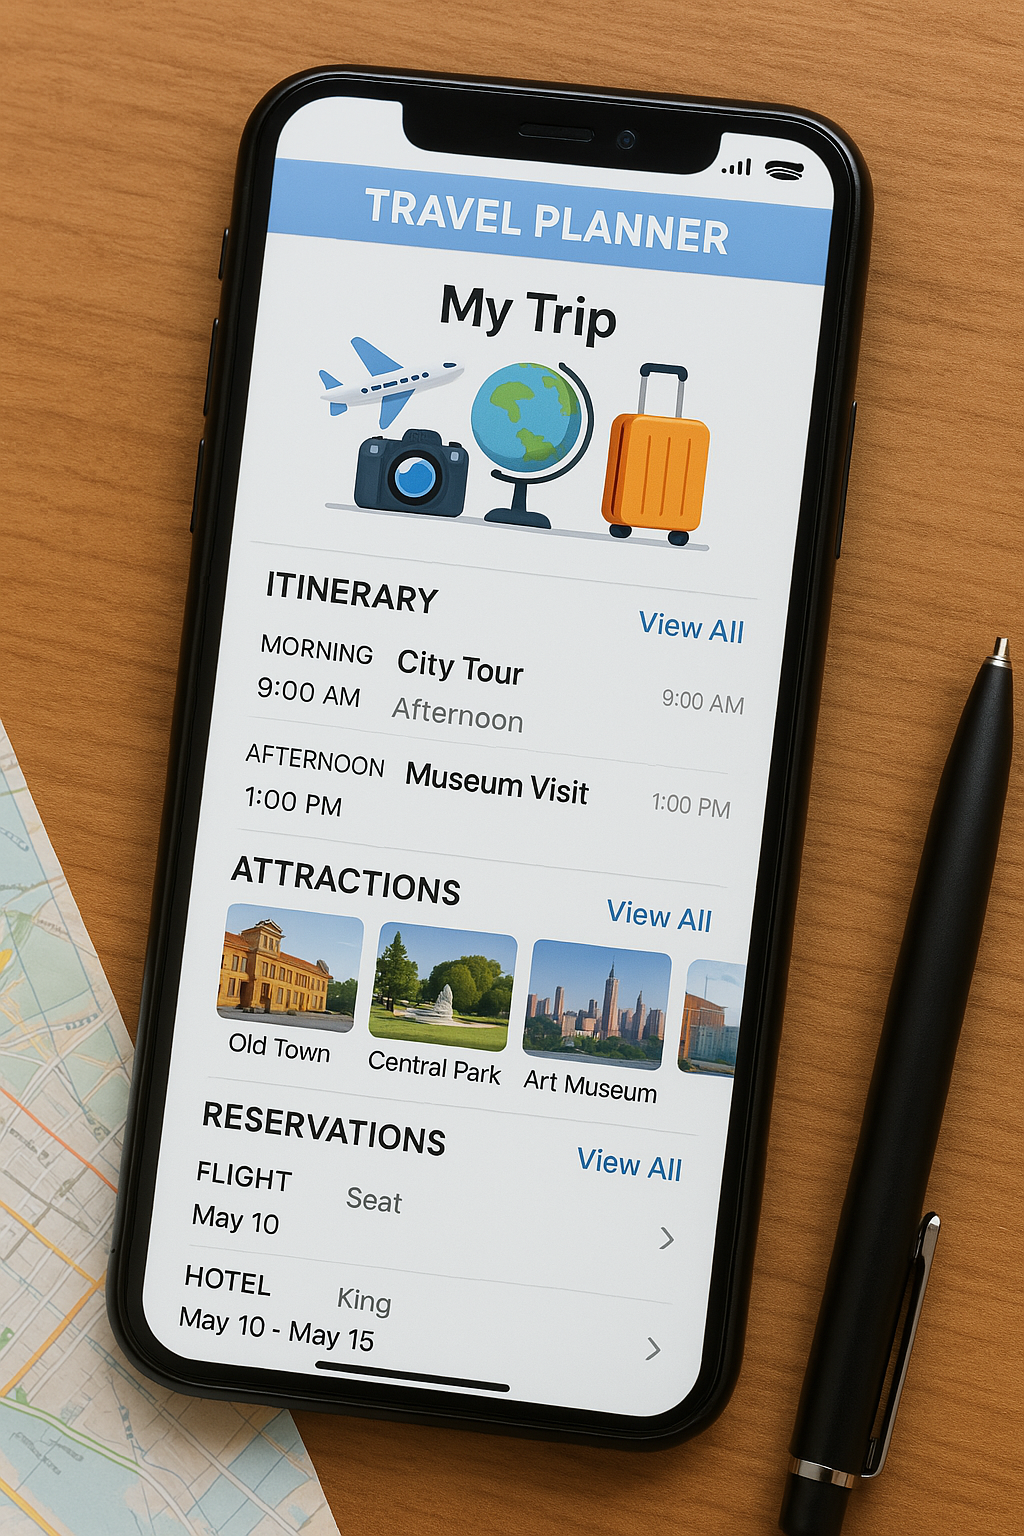 TRAVEL PLANNER
My Trip
ITINERARY
View All
MORNING City Tour
9:00 AM Afternoon 9:00 AM
AFTERNOON Museum Visit
1:00 PM 1:00 PM
ATTRACTIONS
View All
Old Town Central Park Art Museum
RESERVATIONS
View All
FLIGHT Seat
May 10
HOTEL King
May 10 - May 15